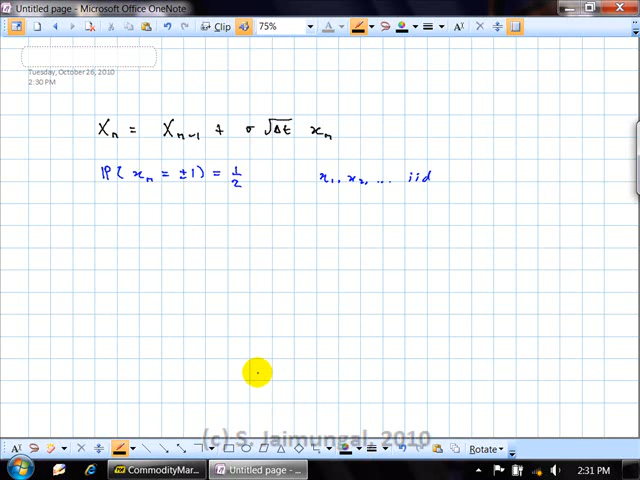 Untitled page - Microsoft Office OneNote
75%
Tuesday, October 26, 2010
2:30 PM
Xₙ = Xₙ₋₁ + σ √Δt xₙ
ℙ( xₙ = ±1 ) = 1/2 x₁, x₂, ... iid
(c) S. Jaimungal, 2010
Rotate
CommodityMar...
Untitled page - ...
2:31 PM